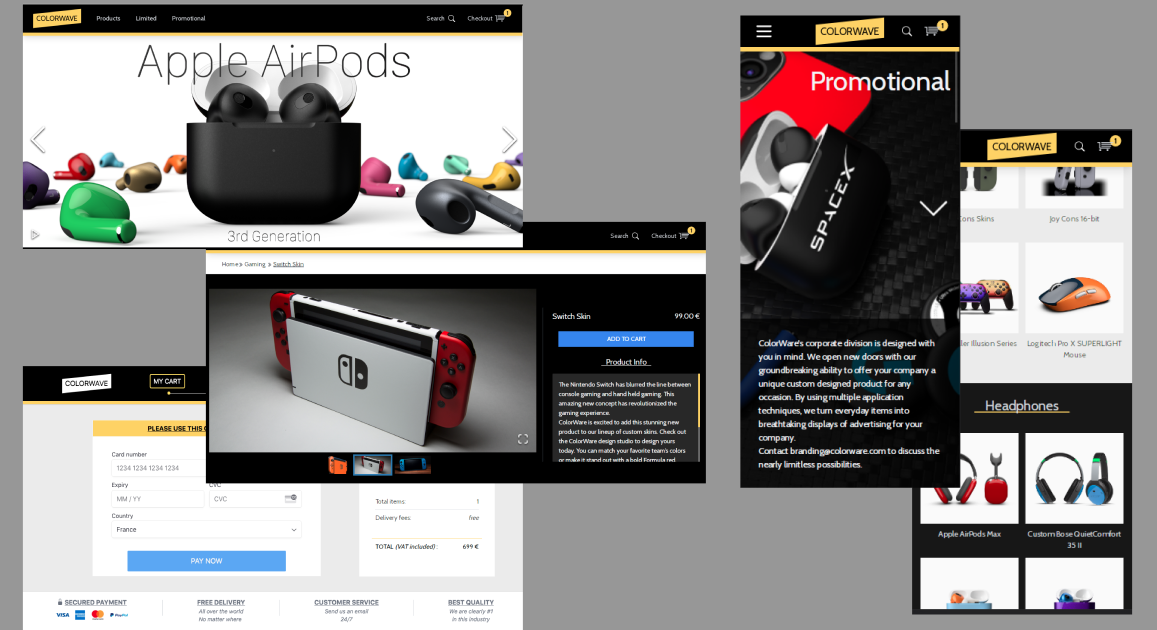 COLORWAVE
Products
Limited
Promotional
Search
Checkout
1
Apple AirPods
3rd Generation
Search
Checkout
1
Home » Gaming » Switch Skin
Switch Skin
99.00 €
ADD TO CART
Product Info
The Nintendo Switch has blurred the line between
console gaming and hand held gaming. This
amazing new concept has revolutionized the
gaming experience.
ColorWare is excited to add this stunning new
product to our lineup of custom skins. Check out
the ColorWare design studio to design yours
today. You can match your favorite team's colors
or make it stand out with a bold Formula red.
COLORWAVE
MY CART
PLEASE USE THIS
Card number
1234 1234 1234 1234
Expiry
CVC
MM / YY
CVC
Country
France
PAY NOW
Total items:
1
Delivery fees:
free
TOTAL (VAT included) :
699 €
SECURED PAYMENT
VISA
PayPal
FREE DELIVERY
All over the world
No matter where
CUSTOMER SERVICE
Send us an email
24/7
BEST QUALITY
We are clearly #1
in this industry
COLORWAVE
1
Promotional
SPACEX
ColorWare's corporate division is designed with
you in mind. We open new doors with our
groundbreaking ability to offer your company a
unique custom designed product for any
occasion. By using multiple application
techniques, we turn everyday items into
breathtaking displays of advertising for your
company.
Contact branding@colorware.com to discuss the
nearly limitless possibilities.
COLORWAVE
1
Cons Skins
Joy Cons 16-bit
ller Illusion Series
Logitech Pro X SUPERLIGHT
Mouse
Headphones
Apple AirPods Max
Custom Bose QuietComfort
35 II